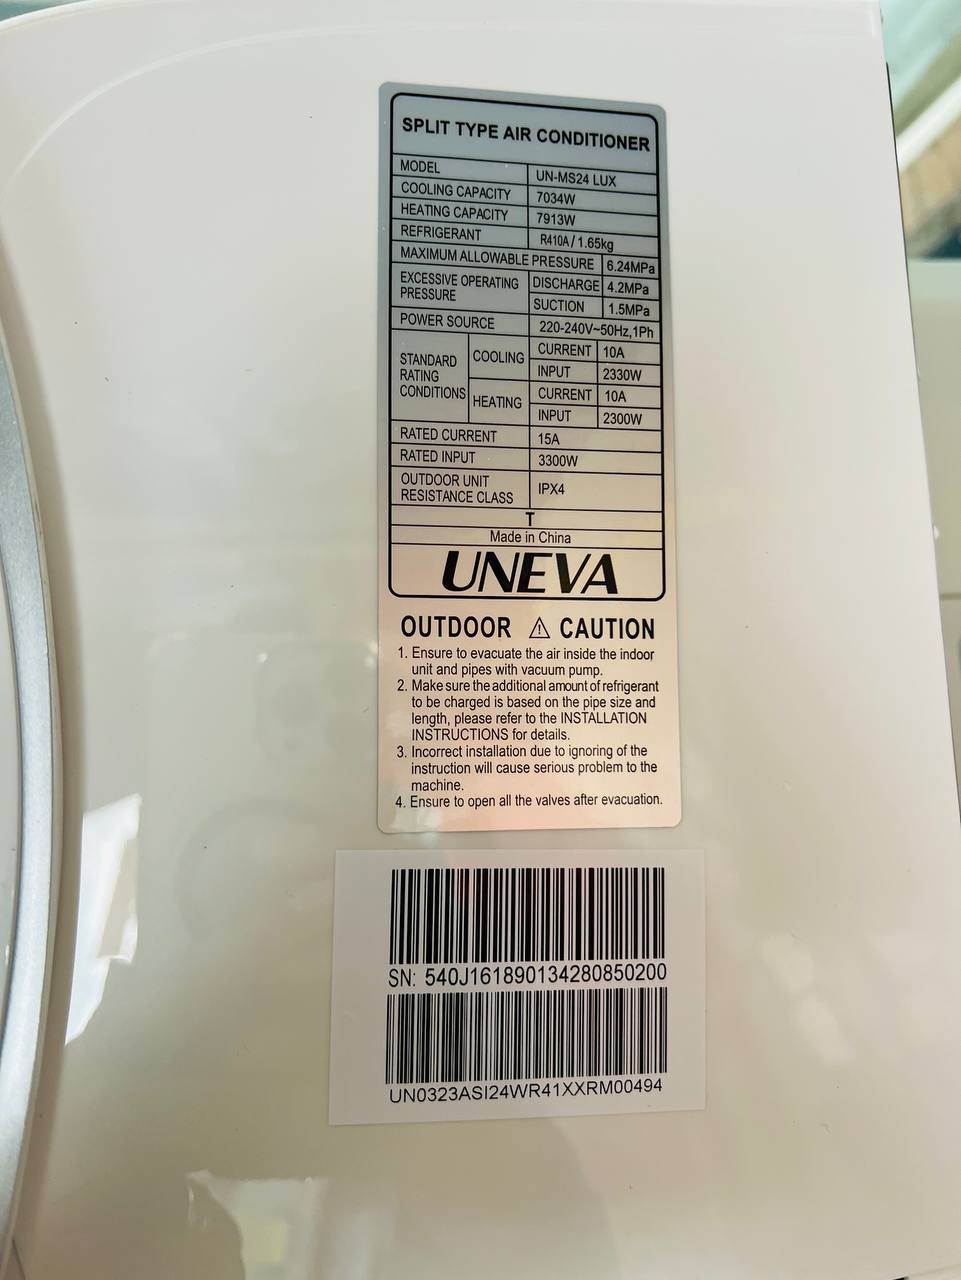 SPLIT TYPE AIR CONDITIONER
MODEL UN-MS24 LUX
COOLING CAPACITY 7034W
HEATING CAPACITY 7913W
REFRIGERANT R410A / 1.65kg
MAXIMUM ALLOWABLE PRESSURE 6.24MPa
EXCESSIVE OPERATING PRESSURE DISCHARGE 4.2MPa
SUCTION 1.5MPa
POWER SOURCE 220-240V~50Hz,1Ph
STANDARD RATING CONDITIONS COOLING CURRENT 10A
INPUT 2330W
HEATING CURRENT 10A
INPUT 2300W
RATED CURRENT 15A
RATED INPUT 3300W
OUTDOOR UNIT RESISTANCE CLASS IPX4
T
Made in China
UNEVA
OUTDOOR ⚠ CAUTION
1. Ensure to evacuate the air inside the indoor
unit and pipes with vacuum pump.
2. Make sure the additional amount of refrigerant
to be charged is based on the pipe size and
length, please refer to the INSTALLATION
INSTRUCTIONS for details.
3. Incorrect installation due to ignoring of the
instruction will cause serious problem to the
machine.
4. Ensure to open all the valves after evacuation.
SN: 540J161890134280850200
UN0323ASI24WR41XXRM00494